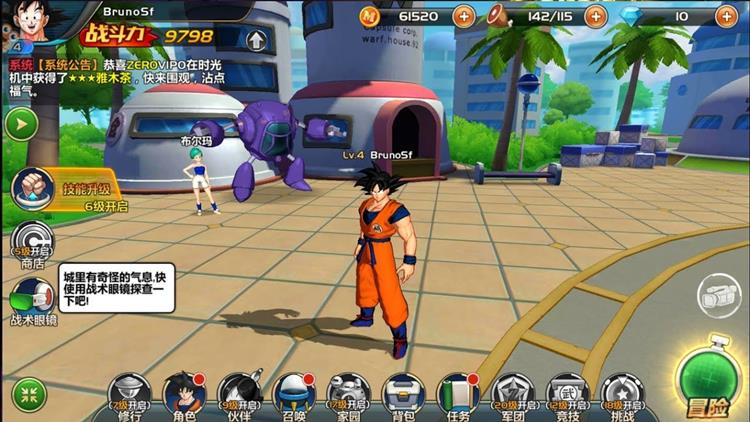 BrunoSf
4
战斗力 9798
M 61520
142/115
10
Capsule corp
warf.house.92
系统【系统公告】恭喜ZEROVIPO在时光
机中获得了★★★雅木茶，快来围观，沾点
福气。
布尔玛
Lv.4 BrunoSf
技能升级
6级开启
(5级开启)
商店
城里有奇怪的气息,快
使用战术眼镜探查一
下吧!
战术眼镜
(7级开启)
修行
角色
(9级开启)
伙伴
召唤
(17级开启)
家园
背包
任务
(20级开启)
军团
武
(12级开启)
竞技
(18级开启)
挑战
冒险